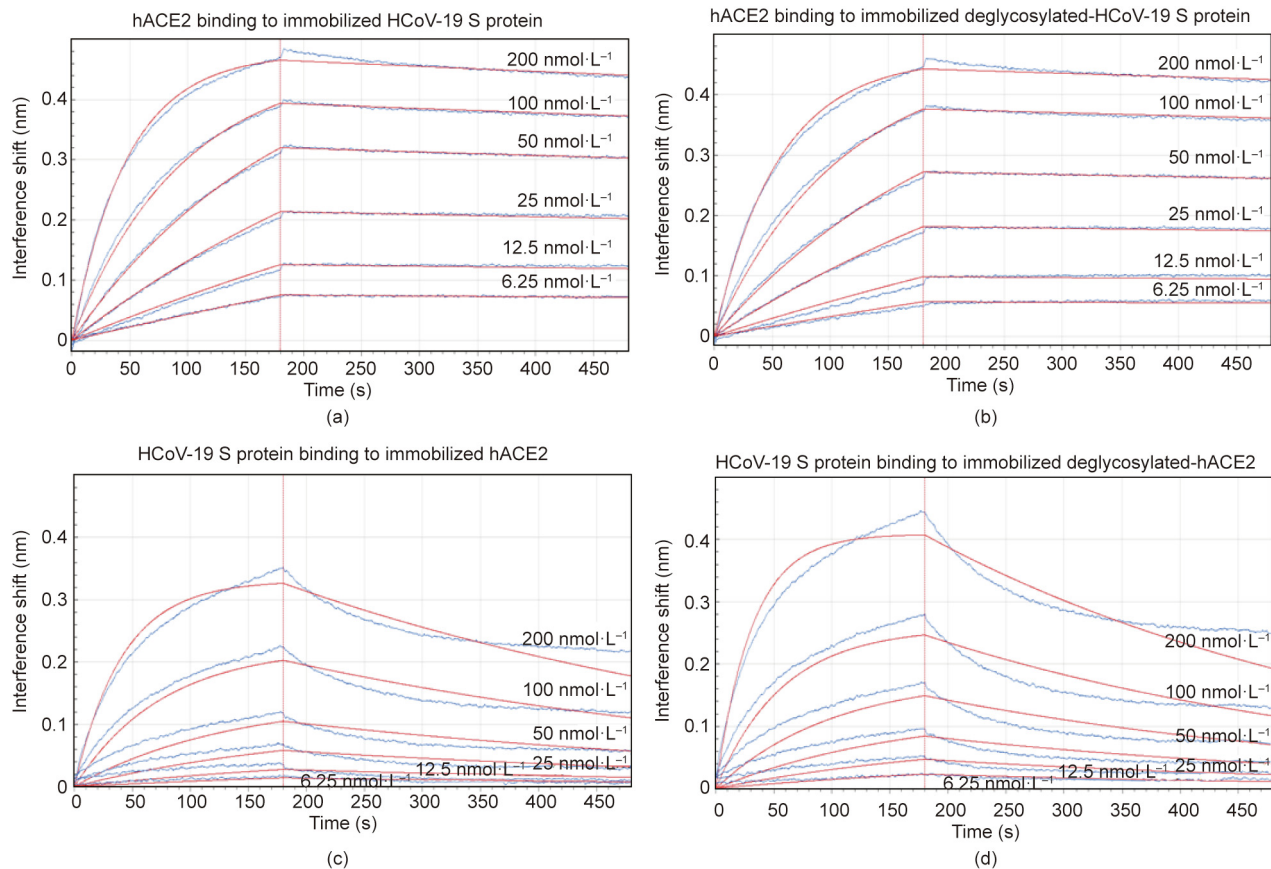 hACE2 binding to immobilized HCoV-19 S protein
Interference shift (nm)
0.4
0.3
0.2
0.1
0
200 nmol·L⁻¹
100 nmol·L⁻¹
50 nmol·L⁻¹
25 nmol·L⁻¹
12.5 nmol·L⁻¹
6.25 nmol·L⁻¹
0 50 100 150 200 250 300 350 400 450
Time (s)
(a)
hACE2 binding to immobilized deglycosylated-HCoV-19 S protein
Interference shift (nm)
0.4
0.3
0.2
0.1
0
200 nmol·L⁻¹
100 nmol·L⁻¹
50 nmol·L⁻¹
25 nmol·L⁻¹
12.5 nmol·L⁻¹
6.25 nmol·L⁻¹
0 50 100 150 200 250 300 350 400 450
Time (s)
(b)
HCoV-19 S protein binding to immobilized hACE2
Interference shift (nm)
0.4
0.3
0.2
0.1
0
200 nmol·L⁻¹
100 nmol·L⁻¹
50 nmol·L⁻¹
25 nmol·L⁻¹
12.5 nmol·L⁻¹
6.25 nmol·L⁻¹
0 50 100 150 200 250 300 350 400 450
Time (s)
(c)
HCoV-19 S protein binding to immobilized deglycosylated-hACE2
Interference shift (nm)
0.4
0.3
0.2
0.1
0
200 nmol·L⁻¹
100 nmol·L⁻¹
50 nmol·L⁻¹
25 nmol·L⁻¹
12.5 nmol·L⁻¹
6.25 nmol·L⁻¹
0 50 100 150 200 250 300 350 400 450
Time (s)
(d)